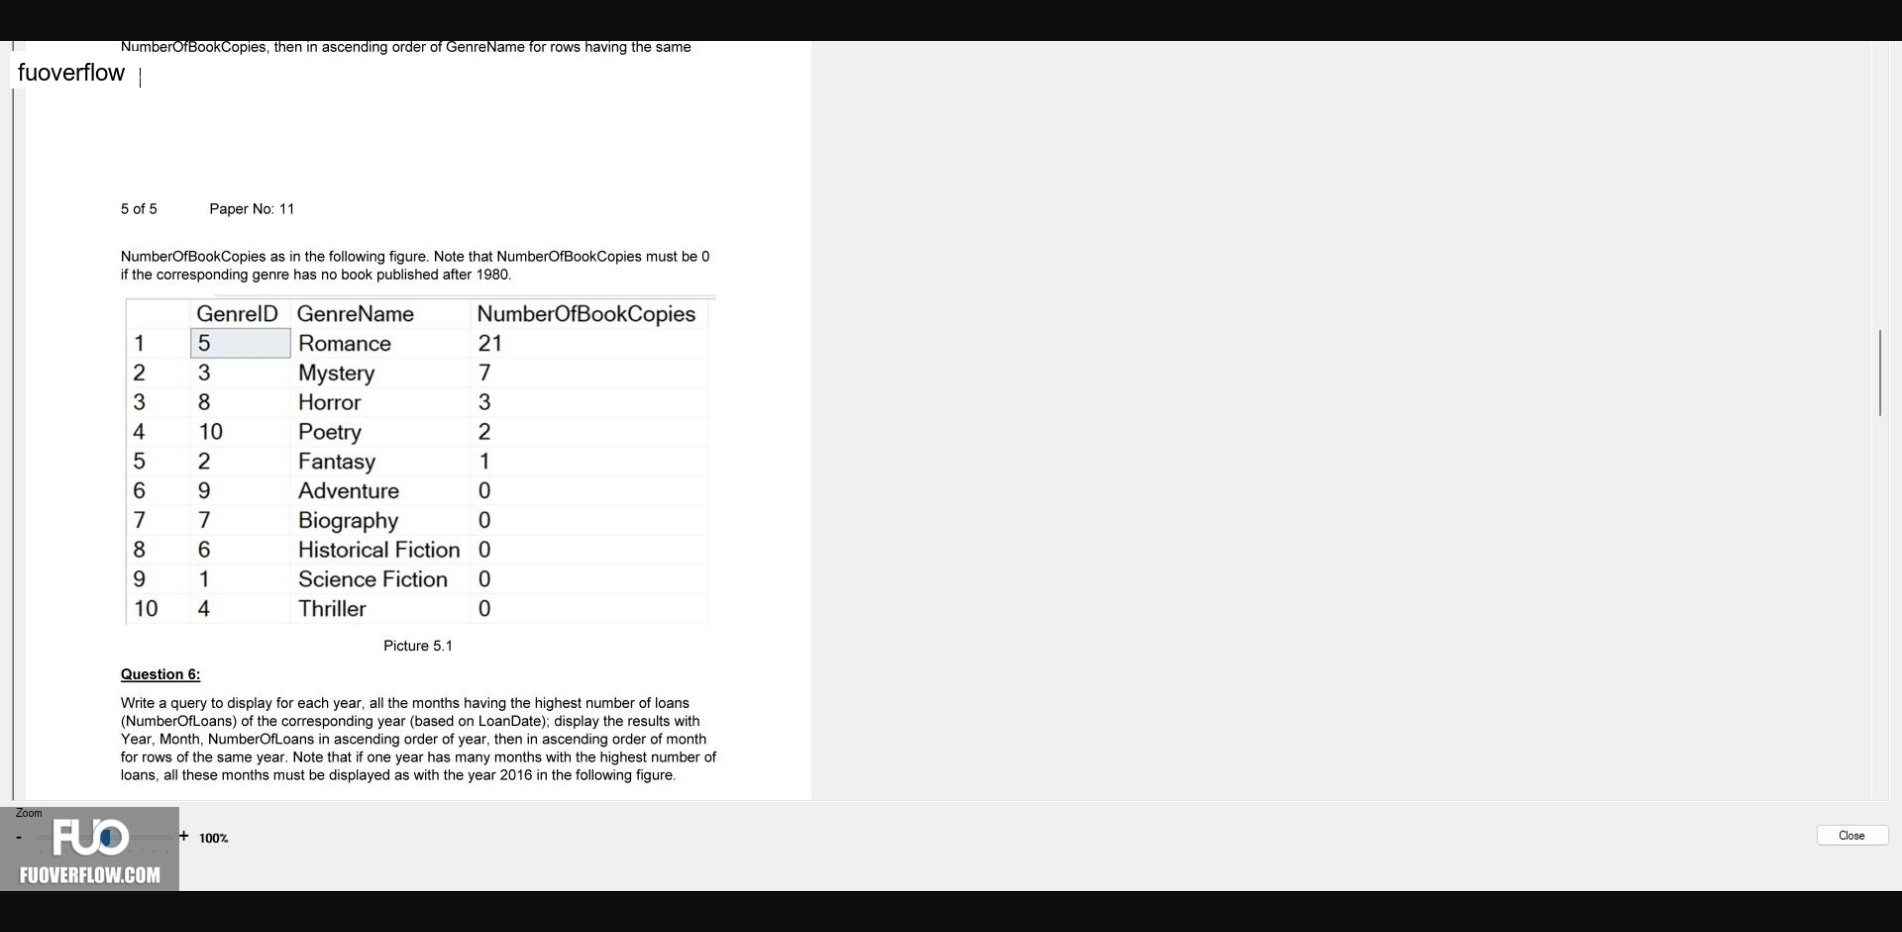 NumberOfBookCopies, then in ascending order of GenreName for rows having the same
fuoverflow
5 of 5 Paper No: 11
NumberOfBookCopies as in the following figure. Note that NumberOfBookCopies must be 0
if the corresponding genre has no book published after 1980.
GenreID GenreName NumberOfBookCopies
1 5 Romance 21
2 3 Mystery 7
3 8 Horror 3
4 10 Poetry 2
5 2 Fantasy 1
6 9 Adventure 0
7 7 Biography 0
8 6 Historical Fiction 0
9 1 Science Fiction 0
10 4 Thriller 0
Picture 5.1
Question 6:
Write a query to display for each year, all the months having the highest number of loans
(NumberOfLoans) of the corresponding year (based on LoanDate); display the results with
Year, Month, NumberOfLoans in ascending order of year, then in ascending order of month
for rows of the same year. Note that if one year has many months with the highest number of
loans, all these months must be displayed as with the year 2016 in the following figure.
Zoom
- + 100%
Close
FUO
FUOVERFLOW.COM